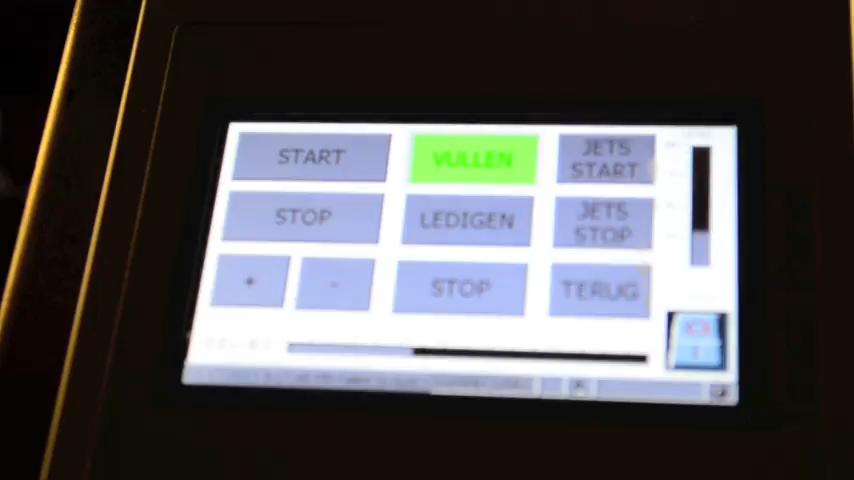 START
VULLEN
JETS
START
STOP
LEDIGEN
JETS
STOP
+
-
STOP
TERUG